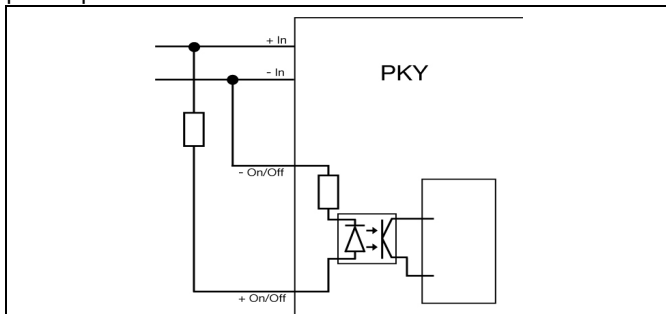 + In
- In
PKY
- On/Off
+ On/Off